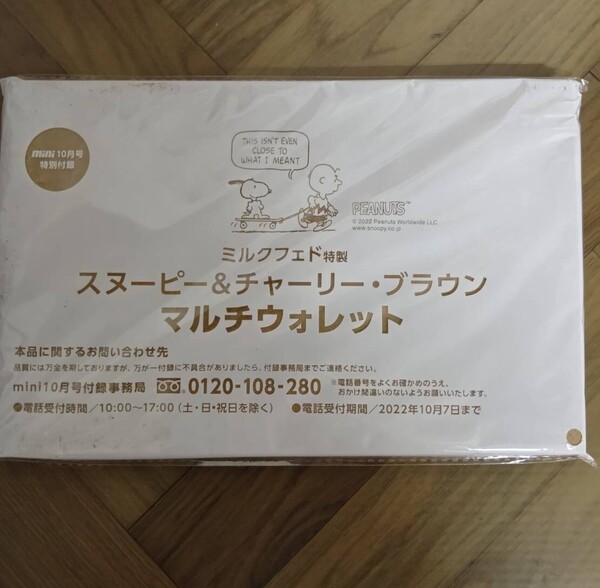 mini 10月号
特別付録
THIS ISN'T EVEN
CLOSE TO
WHAT I MEANT
PEANUTS™
© 2022 Peanuts Worldwide LLC
www.snoopy.co.jp
ミルクフェド特製
スヌーピー&チャーリー・ブラウン
マルチウォレット
本品に関するお問い合わせ先
品質には万全を期しておりますが、万が一付録に不具合がありましたら、付録事務局までご連絡ください。
mini10月号付録事務局 0120-108-280 ※電話番号をよくお確かめのうえ、
おかけ間違いのないようお願いいたします。
●電話受付時間/10:00〜17:00(土・日・祝日を除く) ●電話受付期間/2022年10月7日まで